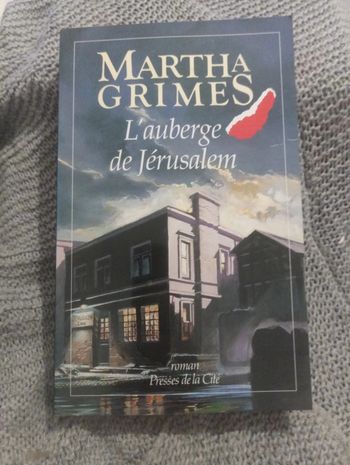 MARTHA
GRIMES
L'auberge
de Jérusalem
roman
Presses de la Cité